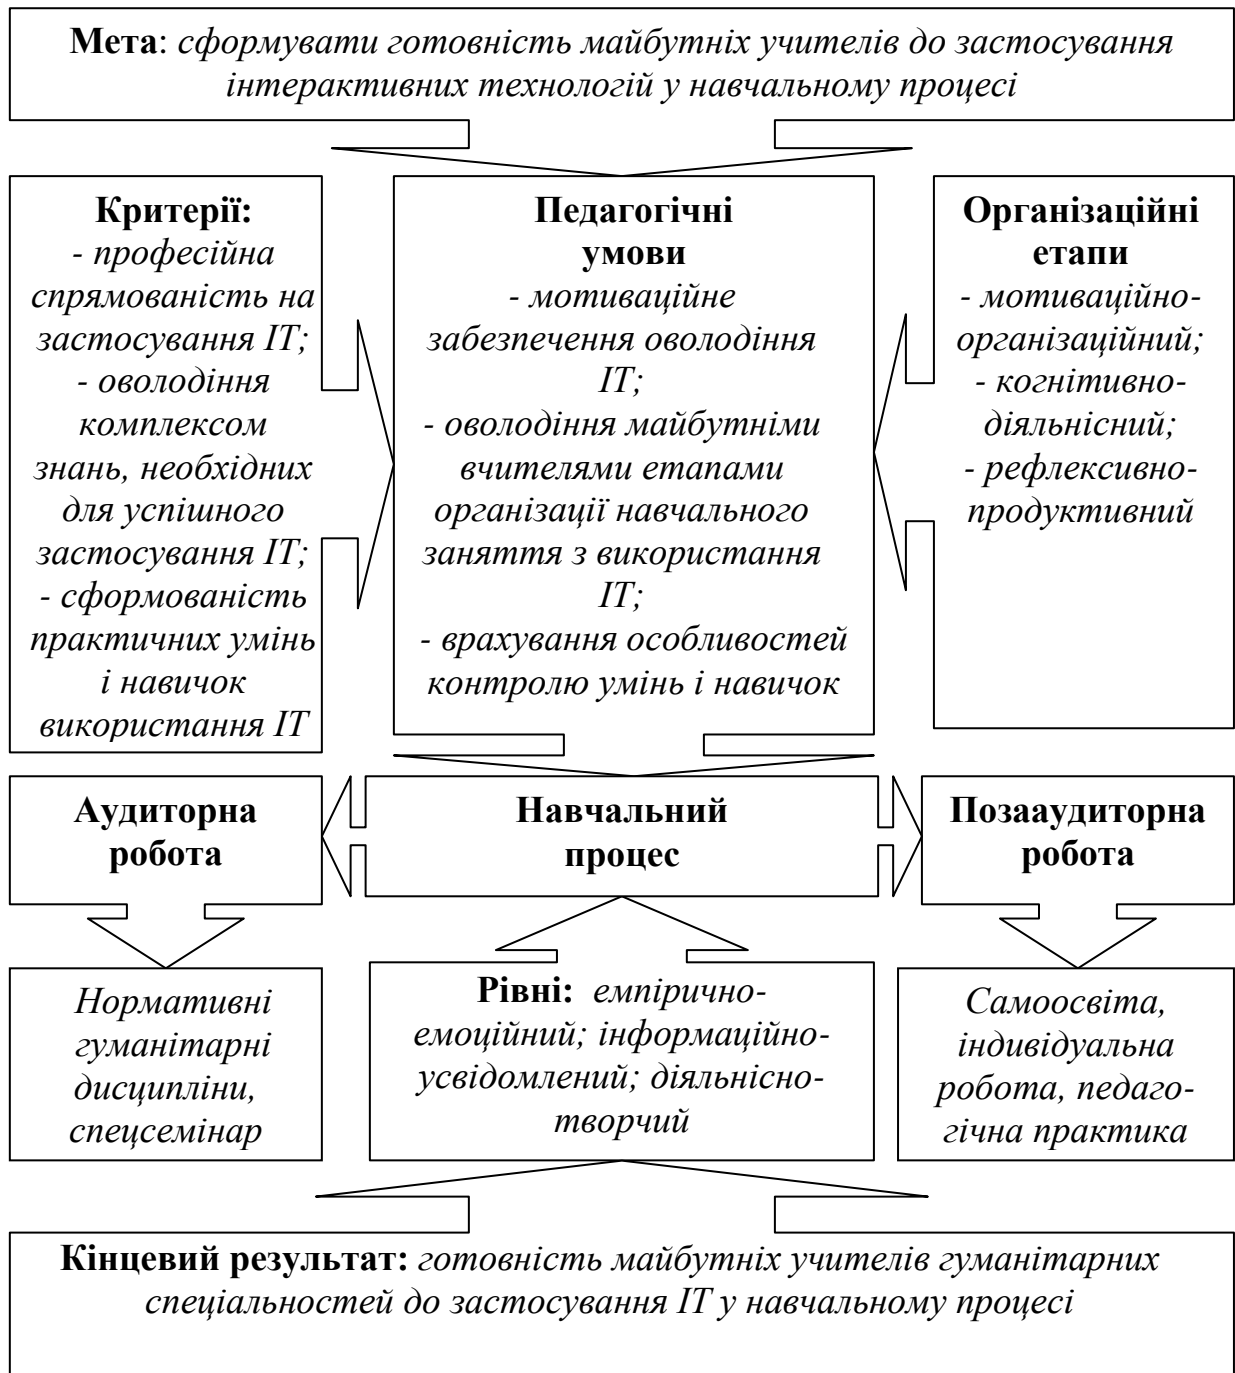 Мета: сформувати готовність майбутніх учителів до застосування
інтерактивних технологій у навчальному процесі
Критерії:
- професійна
спрямованість на
застосування ІТ;
- оволодіння
комплексом
знань, необхідних
для успішного
застосування ІТ;
- сформованість
практичних умінь
і навичок
використання ІТ
Педагогічні
умови
- мотиваційне
забезпечення оволодіння
ІТ;
- оволодіння майбутніми
вчителями етапами
організації навчального
заняття з використання
ІТ;
- врахування особливостей
контролю умінь і навичок
Організаційні
етапи
- мотиваційно-
організаційний;
- когнітивно-
діяльнісний;
- рефлексивно-
продуктивний
Аудиторна
робота
Навчальний
процес
Позааудиторна
робота
Нормативні
гуманітарні
дисципліни,
спецсемінар
Рівні: емпірично-
емоційний; інформаційно-
усвідомлений; діяльнісно-
творчий
Самоосвіта,
індивідуальна
робота, педаго-
гічна практика
Кінцевий результат: готовність майбутніх учителів гуманітарних
спеціальностей до застосування ІТ у навчальному процесі